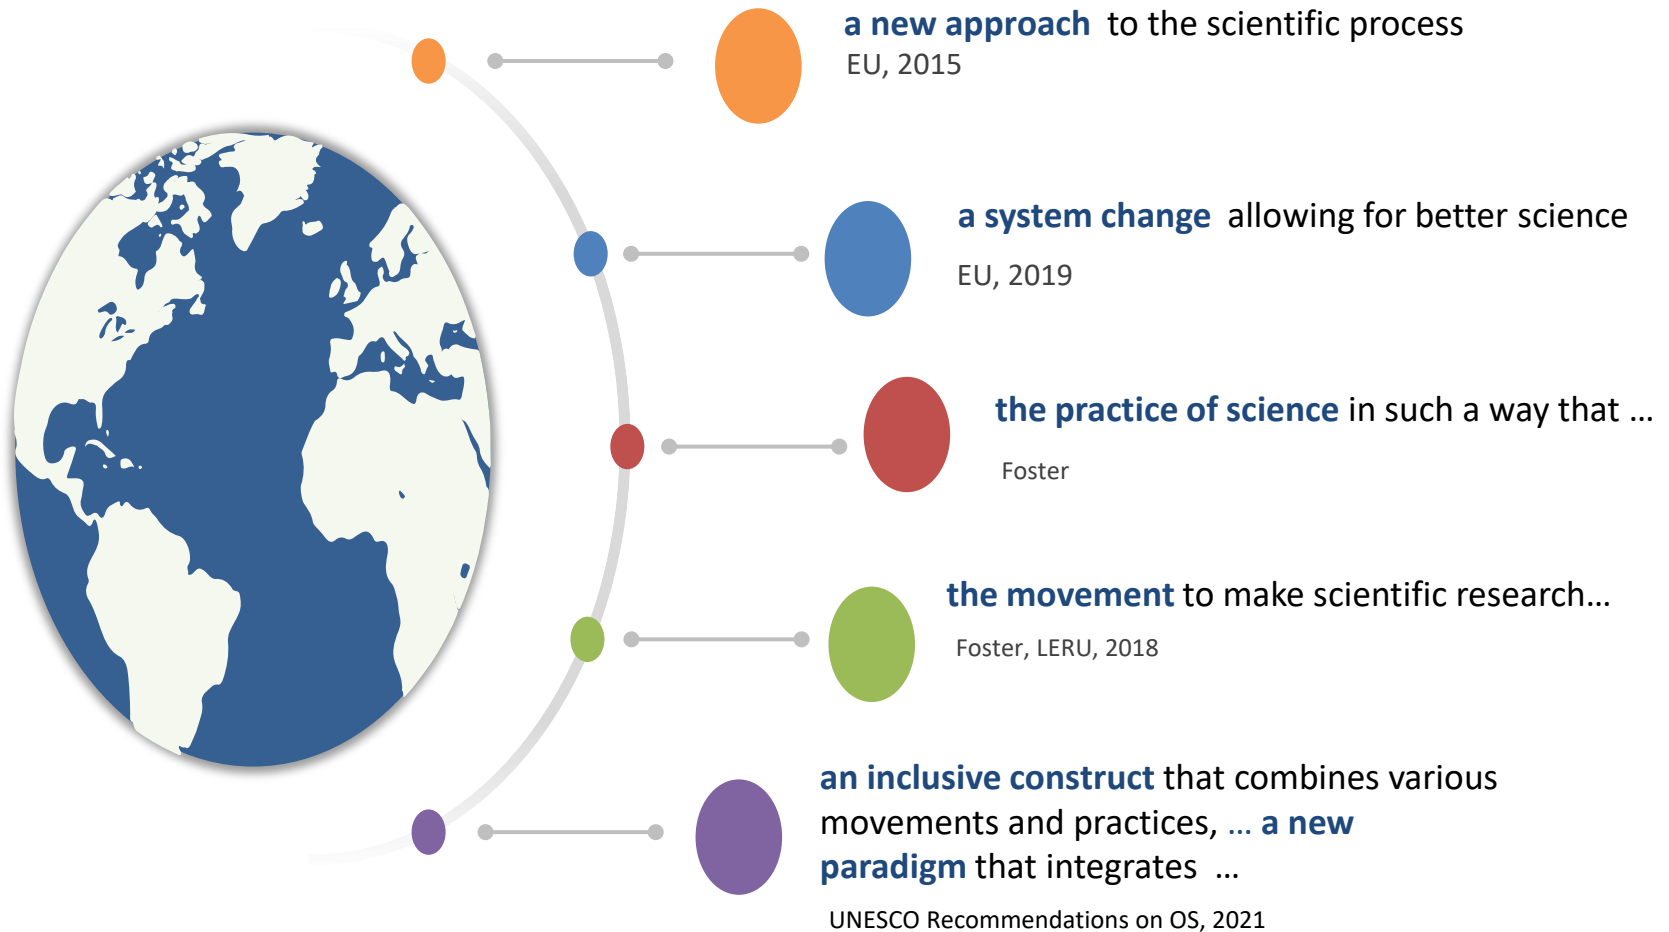 a new approach to the scientific process
EU, 2015
a system change allowing for better science
EU, 2019
the practice of science in such a way that ...
Foster
the movement to make scientific research...
Foster, LERU, 2018
an inclusive construct that combines various
movements and practices, ... a new
paradigm that integrates ...
UNESCO Recommendations on OS, 2021